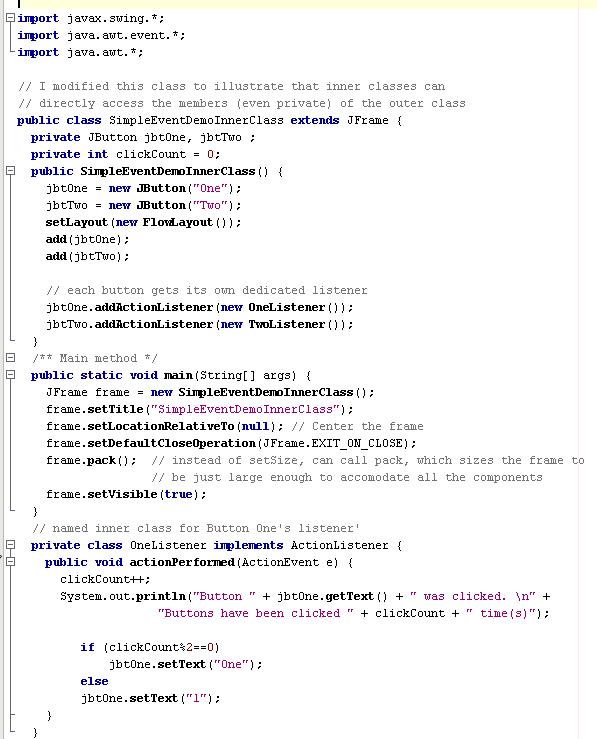 import javax.swing.*;
import java.awt.event.*;
import java.awt.*;
// I modified this class to illustrate that inner classes can
// directly access the members (even private) of the outer class
public class SimpleEventDemoInnerClass extends JFrame {
private JButton jbtOne, jbtTwo ;
private int clickCount = 0;
public SimpleEventDemoInnerClass() {
jbtOne = new JButton("One");
jbtTwo = new JButton("Two");
setLayout(new FlowLayout());
add(jbtOne);
add(jbtTwo);
// each button gets its own dedicated listener
jbtOne.addActionListener(new OneListener());
jbtTwo.addActionListener(new TwoListener());
}
/** Main method */
public static void main(String[] args) {
JFrame frame = new SimpleEventDemoInnerClass();
frame.setTitle("SimpleEventDemoInnerClass");
frame.setLocationRelativeTo(null); // Center the frame
frame.setDefaultCloseOperation(JFrame.EXIT_ON_CLOSE);
frame.pack(); // instead of setSize, can call pack, which sizes the frame to
// be just large enough to accomodate all the components
frame.setVisible(true);
}
// named inner class for Button One's listener'
private class OneListener implements ActionListener {
public void actionPerformed(ActionEvent e) {
clickCount++;
System.out.println("Button " + jbtOne.getText() + " was clicked. \n" +
"Buttons have been clicked " + clickCount + " time(s)");
if (clickCount%2==0)
jbtOne.setText("One");
else
jbtOne.setText("1");
}
}